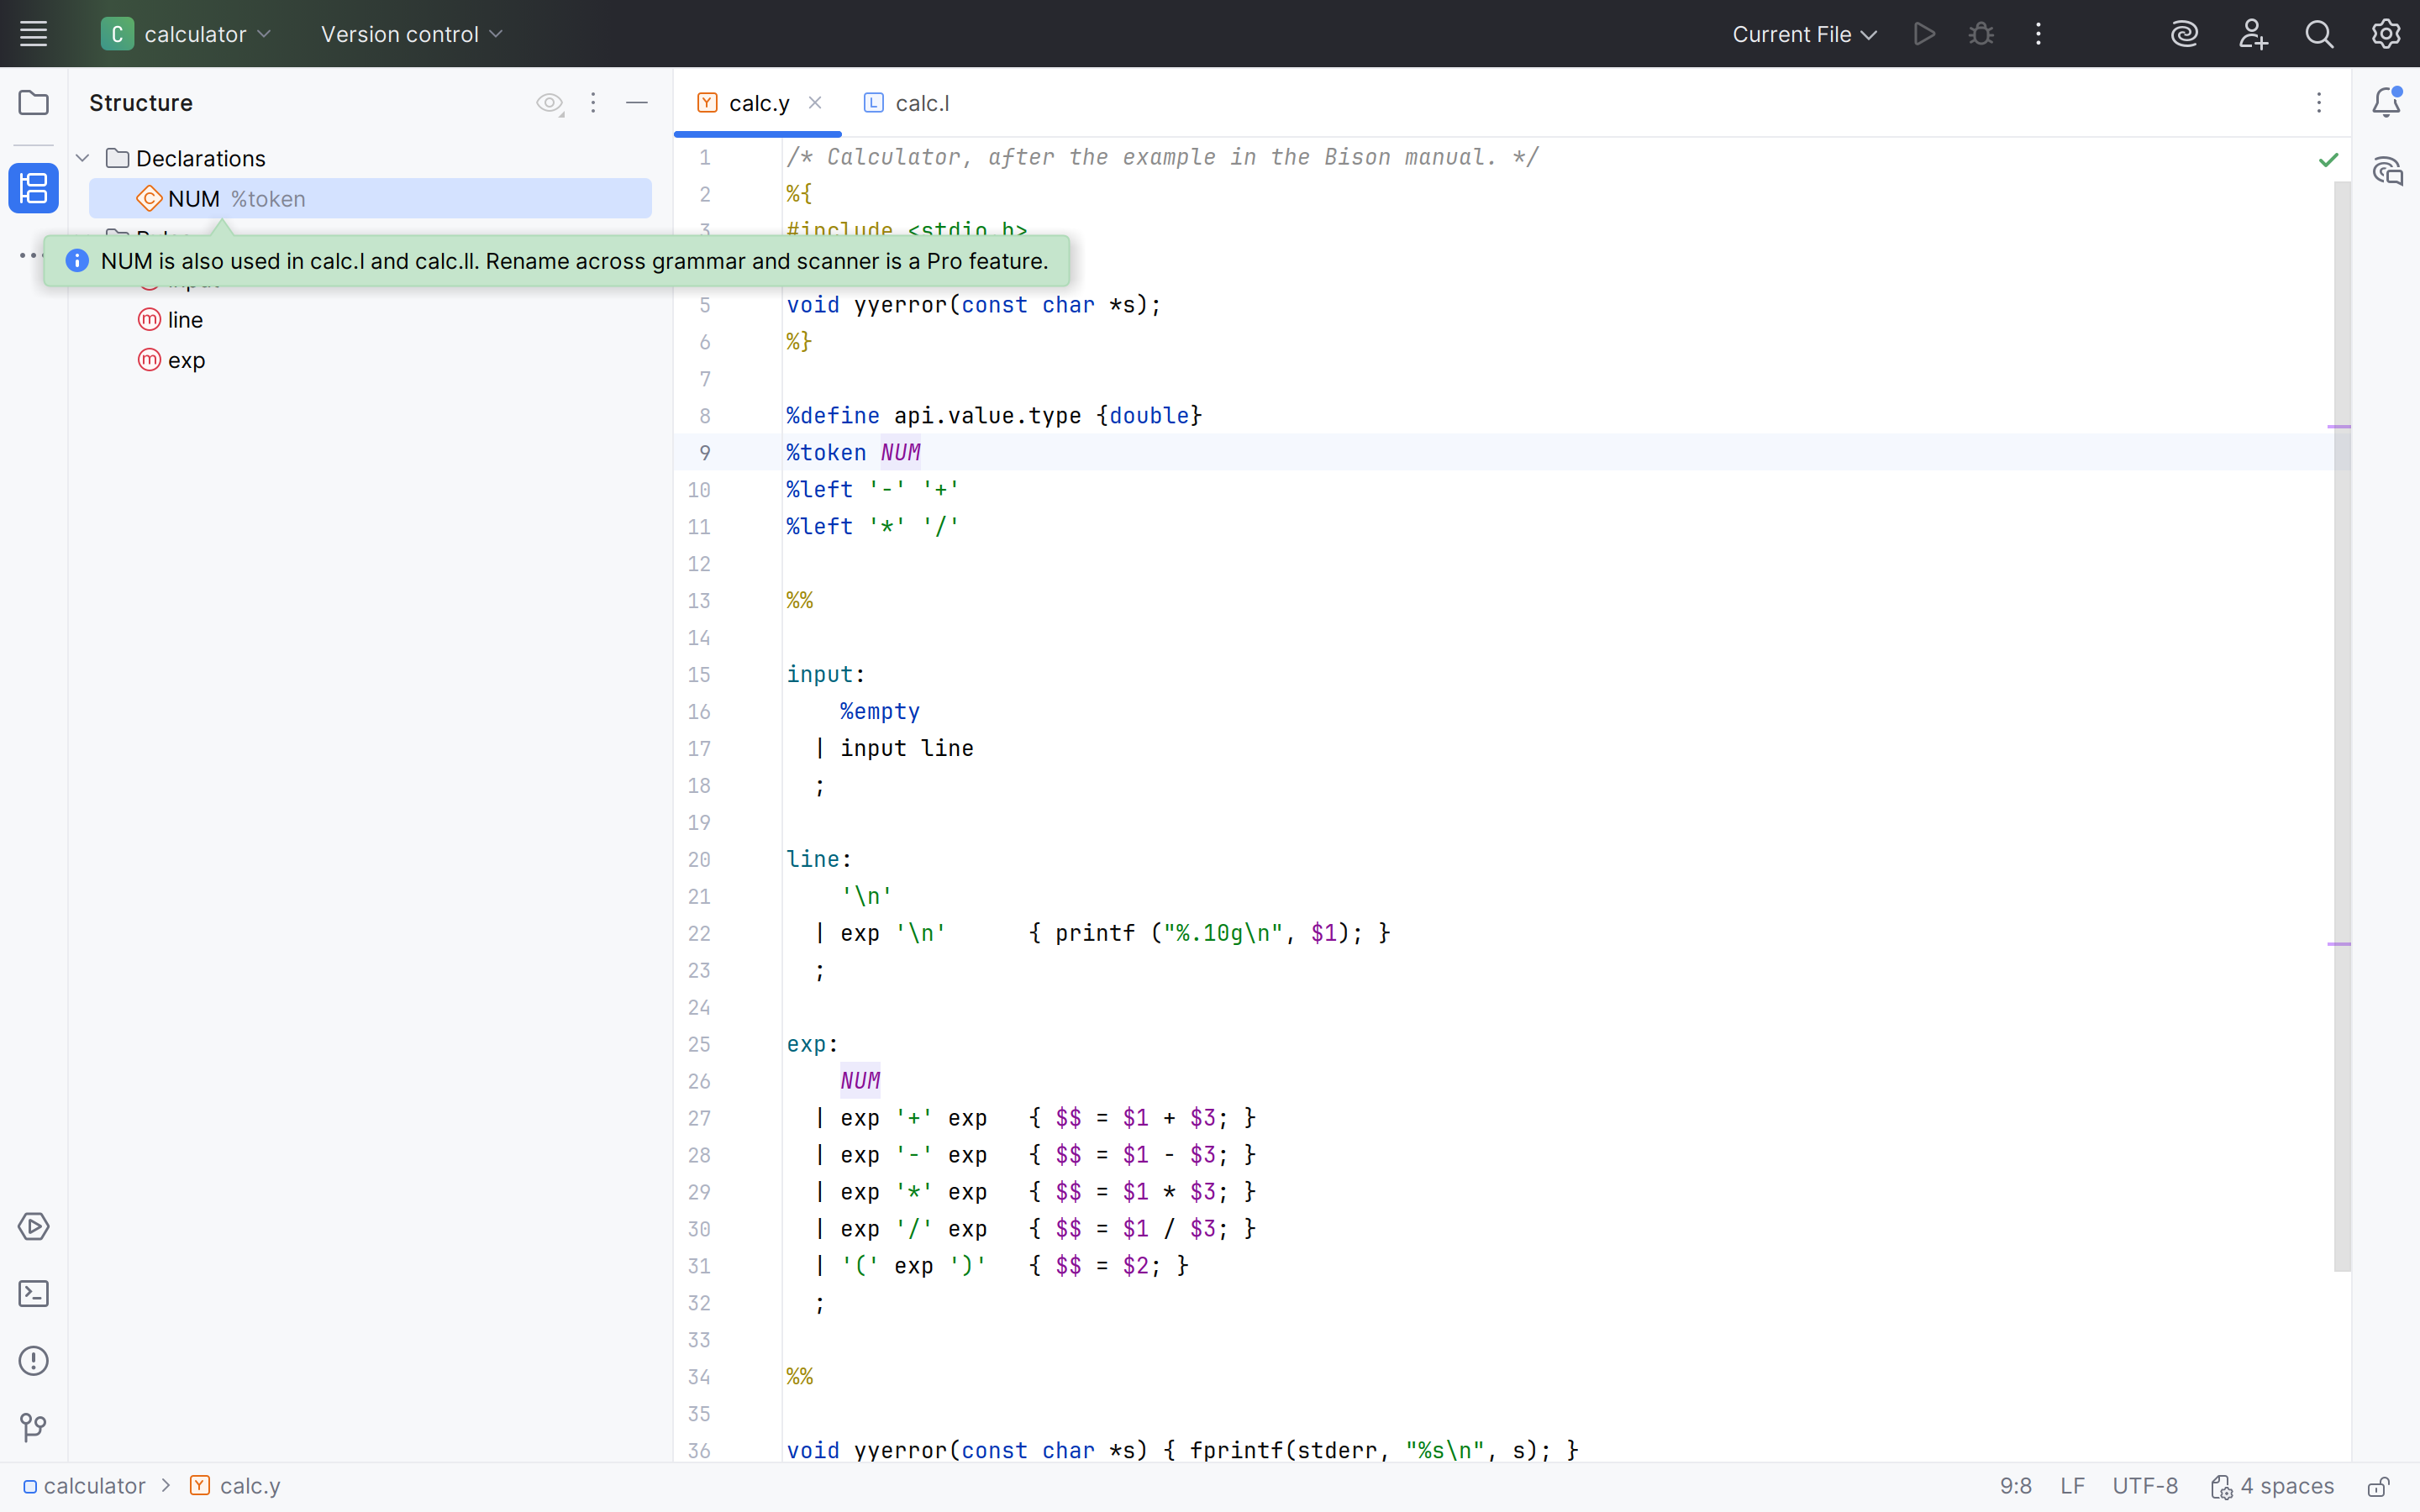 C calculator Version control Current File
Structure
calc.y
calc.l
Declarations
NUM %token
NUM is also used in calc.l and calc.ll. Rename across grammar and scanner is a Pro feature.
line
exp
1 /* Calculator, after the example in the Bison manual. */
2 %{
3 #include <stdio.h>
5 void yyerror(const char *s);
6 %}
7
8 %define api.value.type {double}
9 %token NUM
10 %left '-' '+'
11 %left '*' '/'
12
13 %%
14
15 input:
16     %empty
17   | input line
18   ;
19
20 line:
21     '\n'
22   | exp '\n'      { printf ("%.10g\n", $1); }
23   ;
24
25 exp:
26     NUM
27   | exp '+' exp   { $$ = $1 + $3; }
28   | exp '-' exp   { $$ = $1 - $3; }
29   | exp '*' exp   { $$ = $1 * $3; }
30   | exp '/' exp   { $$ = $1 / $3; }
31   | '(' exp ')'   { $$ = $2; }
32   ;
33
34 %%
35
36 void yyerror(const char *s) { fprintf(stderr, "%s\n", s); }
calculator > Y calc.y 9:8 LF UTF-8 4 spaces